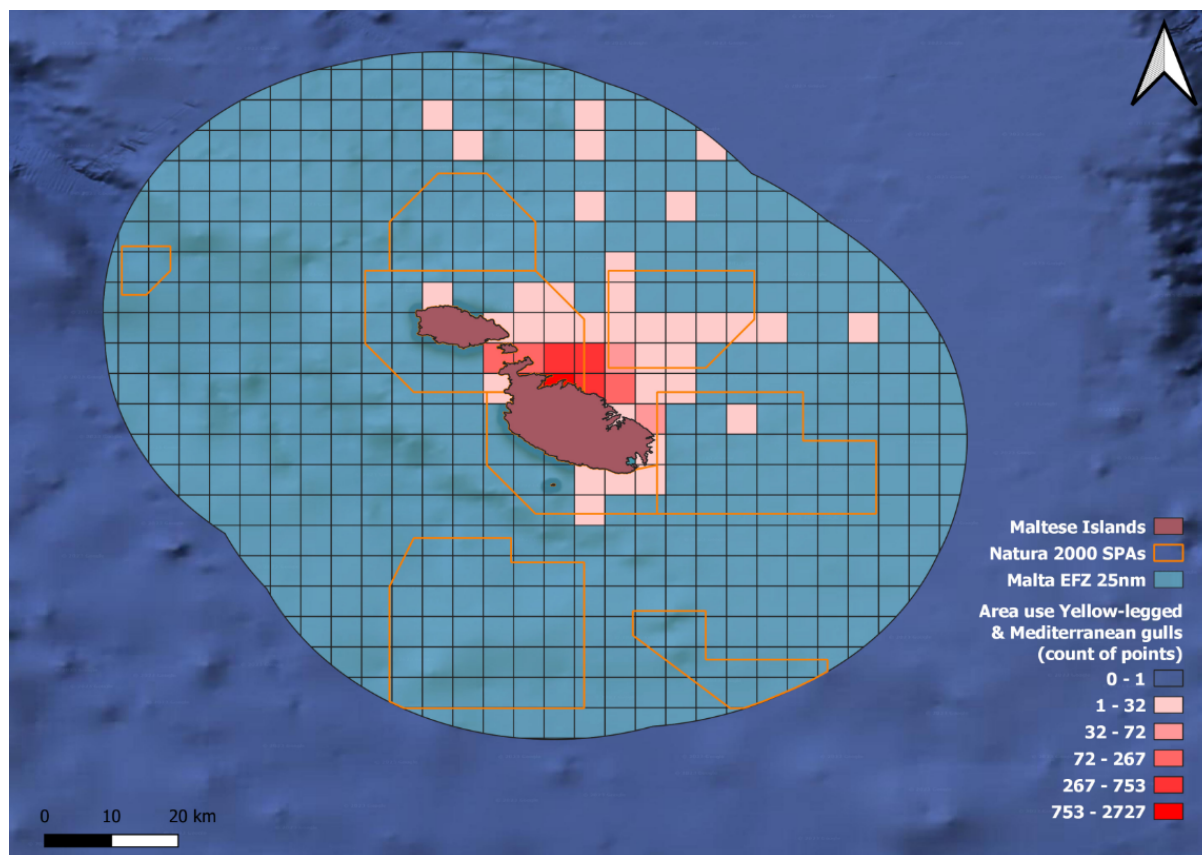 Maltese Islands
Natura 2000 SPAs
Malta EFZ 25nm
Area use Yellow-legged
& Mediterranean gulls
(count of points)
0 - 1
1 - 32
32 - 72
72 - 267
267 - 753
753 - 2727
0 10 20 km